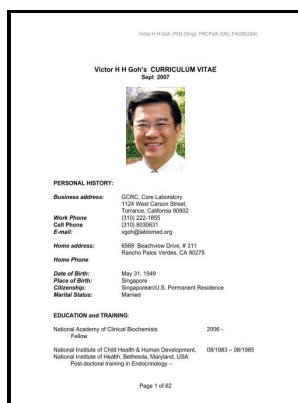 Victor H H Goh, PhD (Sing), FRCPath (UK), FACB(USA)
Victor H H Goh's CURRICULUM VITAE
Sept 2007
PERSONAL HISTORY:
Business address: GCRC, Core Laboratory
1124 West Carson Street,
Torrance, California 90902
Work Phone (310) 222-1855
Cell Phone (310) 8030631
E-mail: vgoh@labiomed.org
Home address: 6568 Beachview Drive, # 311
Rancho Palos Verdes, CA 90275
Home Phone:
Date of Birth: May 31, 1949
Place of Birth: Singapore
Citizenship: Singaporean/U.S. Permanent Residence
Marital Status: Married
EDUCATION and TRAINING:
National Academy of Clinical Biochemists 2006 -
Fellow
National Institute of Child Health & Human Development, 08/1983 – 08/1985
National Institute of Health, Bethesda, Maryland, USA
Post-doctoral training in Endocrinology –
Page 1 of 62